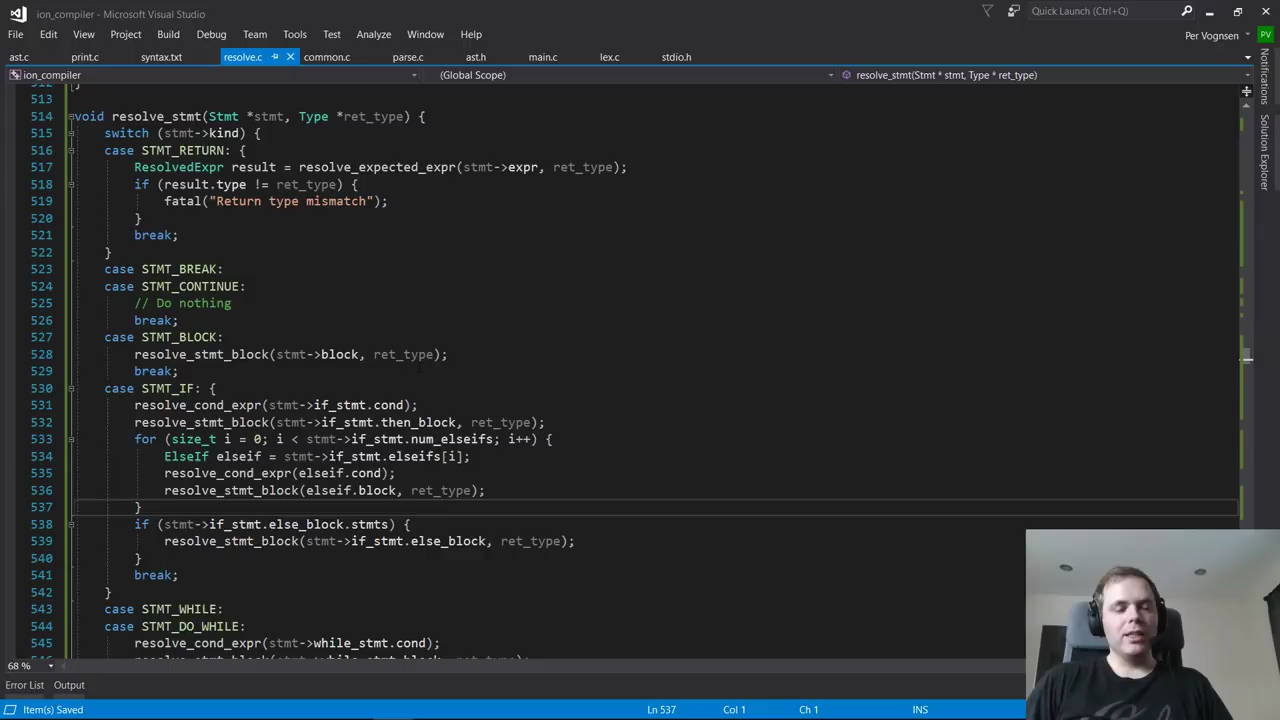 ion_compiler - Microsoft Visual Studio
Quick Launch (Ctrl+Q)
File Edit View Project Build Debug Team Tools Test Analyze Window Help
Per Vognsen PV
ast.c print.c syntax.txt resolve.c common.c parse.c ast.h main.c lex.c stdio.h
ion_compiler (Global Scope) resolve_stmt(Stmt * stmt, Type * ret_type)
Notifications
Solution Explorer
512 }
513
514 void resolve_stmt(Stmt *stmt, Type *ret_type) {
515 switch (stmt->kind) {
516 case STMT_RETURN: {
517 ResolvedExpr result = resolve_expected_expr(stmt->expr, ret_type);
518 if (result.type != ret_type) {
519 fatal("Return type mismatch");
520 }
521 break;
522 }
523 case STMT_BREAK:
524 case STMT_CONTINUE:
525 // Do nothing
526 break;
527 case STMT_BLOCK:
528 resolve_stmt_block(stmt->block, ret_type);
529 break;
530 case STMT_IF: {
531 resolve_cond_expr(stmt->if_stmt.cond);
532 resolve_stmt_block(stmt->if_stmt.then_block, ret_type);
533 for (size_t i = 0; i < stmt->if_stmt.num_elseifs; i++) {
534 ElseIf elseif = stmt->if_stmt.elseifs[i];
535 resolve_cond_expr(elseif.cond);
536 resolve_stmt_block(elseif.block, ret_type);
537 }
538 if (stmt->if_stmt.else_block.stmts) {
539 resolve_stmt_block(stmt->if_stmt.else_block, ret_type);
540 }
541 break;
542 }
543 case STMT_WHILE:
544 case STMT_DO_WHILE:
545 resolve_cond_expr(stmt->while_stmt.cond);
68 %
Error List Output
Item(s) Saved Ln 537 Col 1 Ch 1 INS